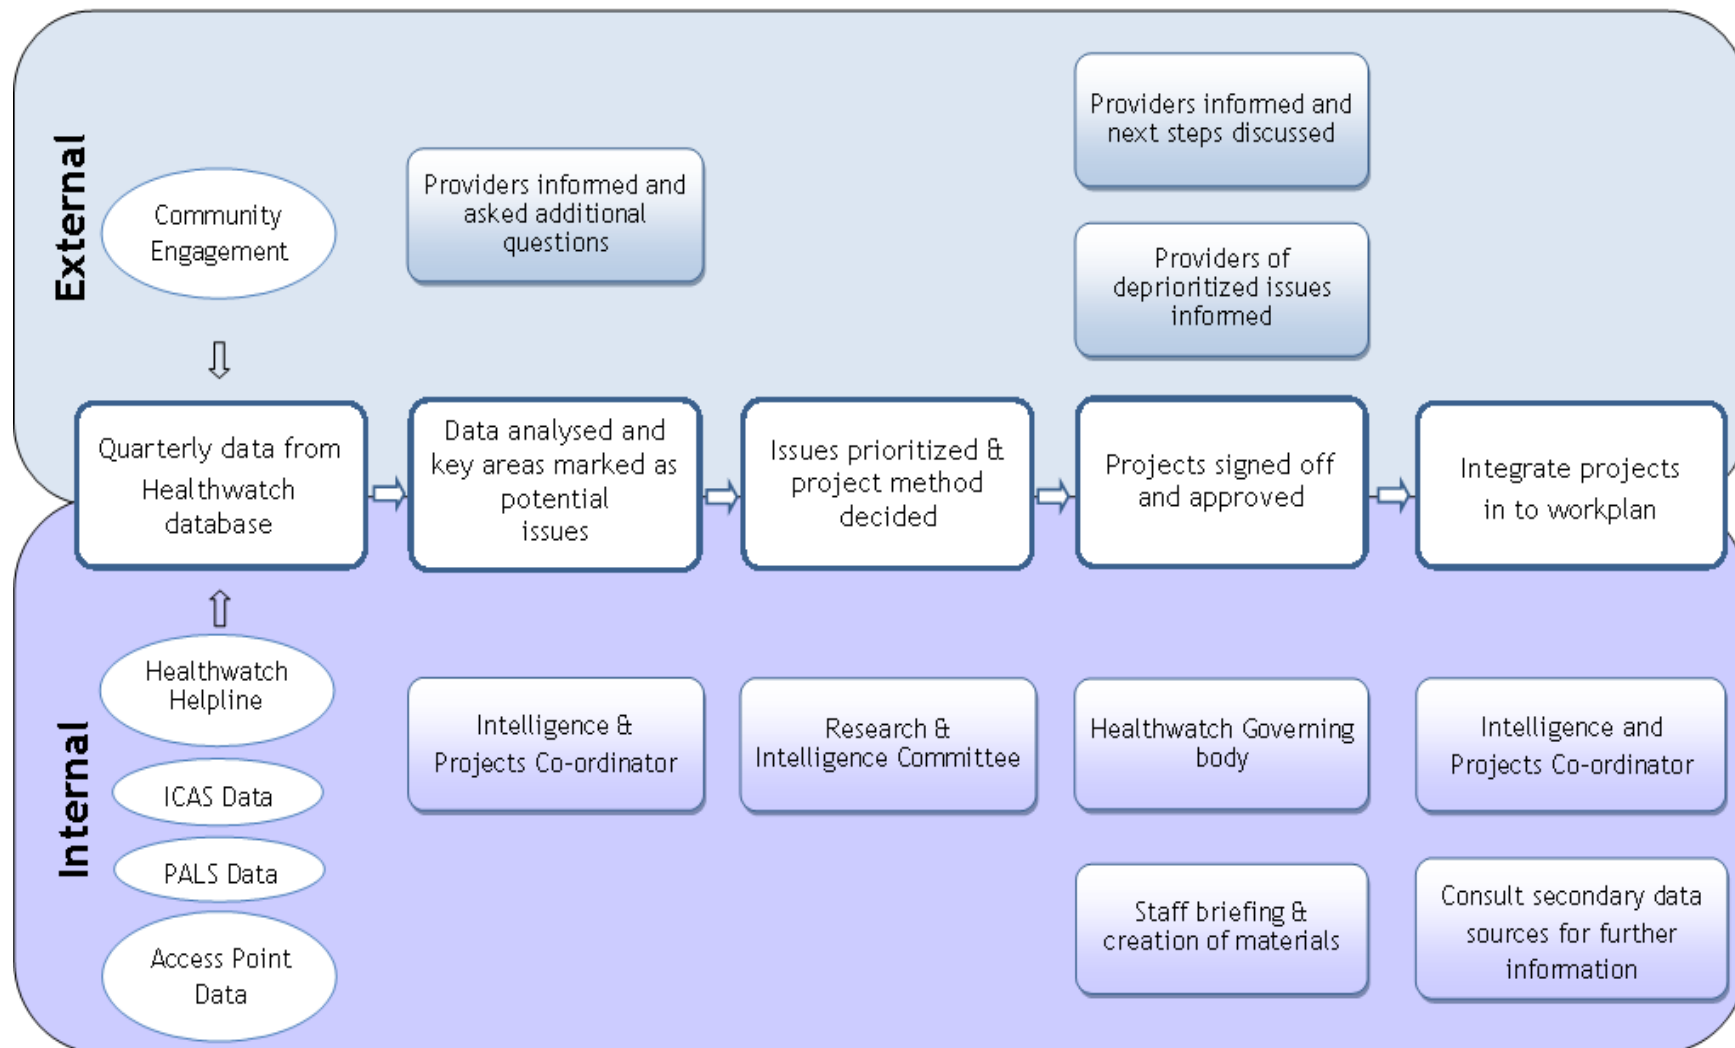 External
Community
Engagement
Providers informed and
asked additional
questions
Providers informed and
next steps discussed
Providers of
deprioritized issues
informed
Quarterly data from
Healthwatch
database
Data analysed and
key areas marked as
potential
issues
Issues prioritized &
project method
decided
Projects signed off
and approved
Integrate projects
in to workplan
Internal
Healthwatch
Helpline
ICAS Data
PALS Data
Access Point
Data
Intelligence &
Projects Co-ordinator
Research &
Intelligence Committee
Healthwatch Governing
body
Intelligence and
Projects Co-ordinator
Staff briefing &
creation of materials
Consult secondary data
sources for further
information